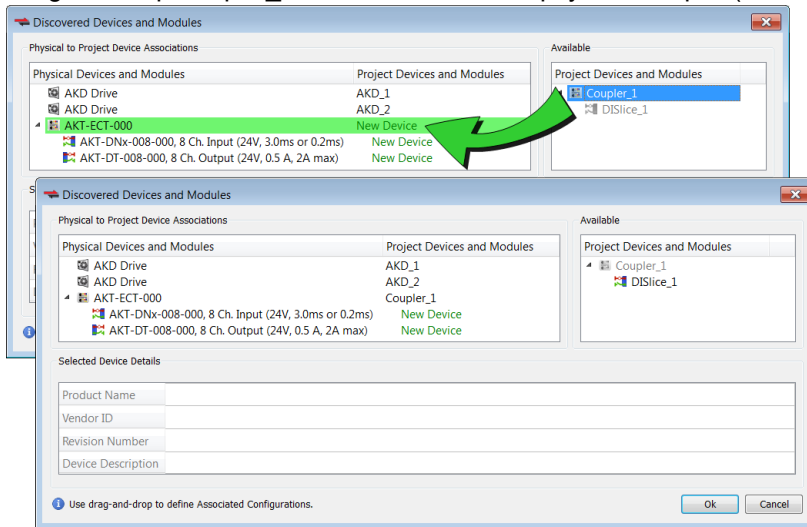 Discovered Devices and Modules
Physical to Project Device Associations
Available
Physical Devices and Modules Project Devices and Modules
Project Devices and Modules
AKD Drive AKD_1
Coupler_1
AKD Drive AKD_2
DISlice_1
AKT-ECT-000 New Device
AKT-DNx-008-000, 8 Ch. Input (24V, 3.0ms or 0.2ms) New Device
AKT-DT-008-000, 8 Ch. Output (24V, 0.5 A, 2A max) New Device
Discovered Devices and Modules
Physical to Project Device Associations
Available
Physical Devices and Modules Project Devices and Modules
Project Devices and Modules
AKD Drive AKD_1
Coupler_1
AKD Drive AKD_2
DISlice_1
AKT-ECT-000 Coupler_1
AKT-DNx-008-000, 8 Ch. Input (24V, 3.0ms or 0.2ms) New Device
AKT-DT-008-000, 8 Ch. Output (24V, 0.5 A, 2A max) New Device
Selected Device Details
Product Name
Vendor ID
Revision Number
Device Description
Use drag-and-drop to define Associated Configurations.
Ok Cancel